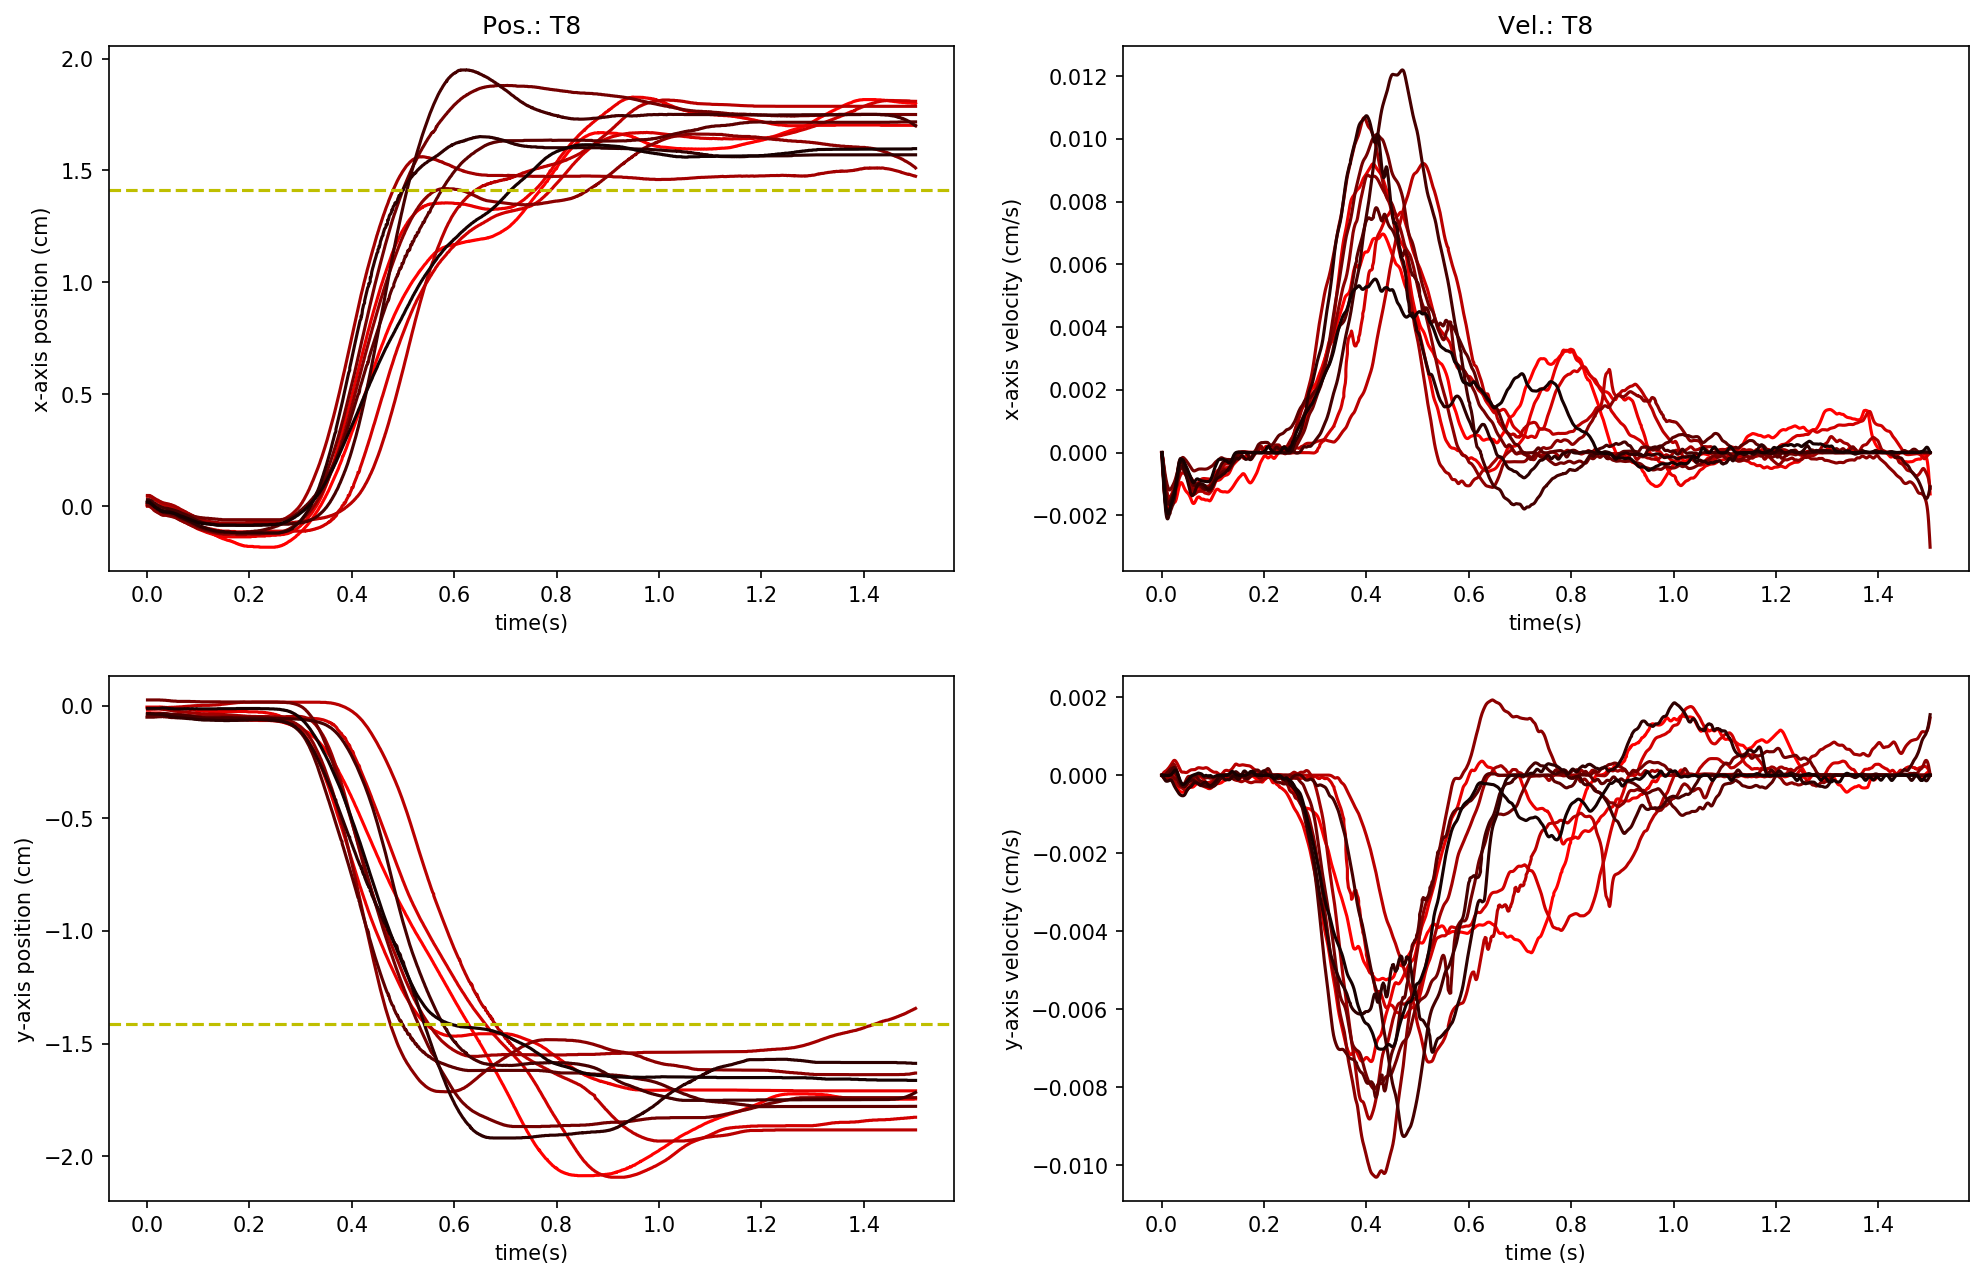 Pos.: T8
2.0
1.5
1.0
0.5
0.0
x-axis position (cm)
0.0 0.2 0.4 0.6 0.8 1.0 1.2 1.4
time(s)
Vel.: T8
0.012
0.010
0.008
0.006
0.004
0.002
0.000
−0.002
x-axis velocity (cm/s)
0.0 0.2 0.4 0.6 0.8 1.0 1.2 1.4
time(s)
0.0
−0.5
−1.0
−1.5
−2.0
y-axis position (cm)
0.0 0.2 0.4 0.6 0.8 1.0 1.2 1.4
time(s)
0.002
0.000
−0.002
−0.004
−0.006
−0.008
−0.010
y-axis velocity (cm/s)
0.0 0.2 0.4 0.6 0.8 1.0 1.2 1.4
time (s)